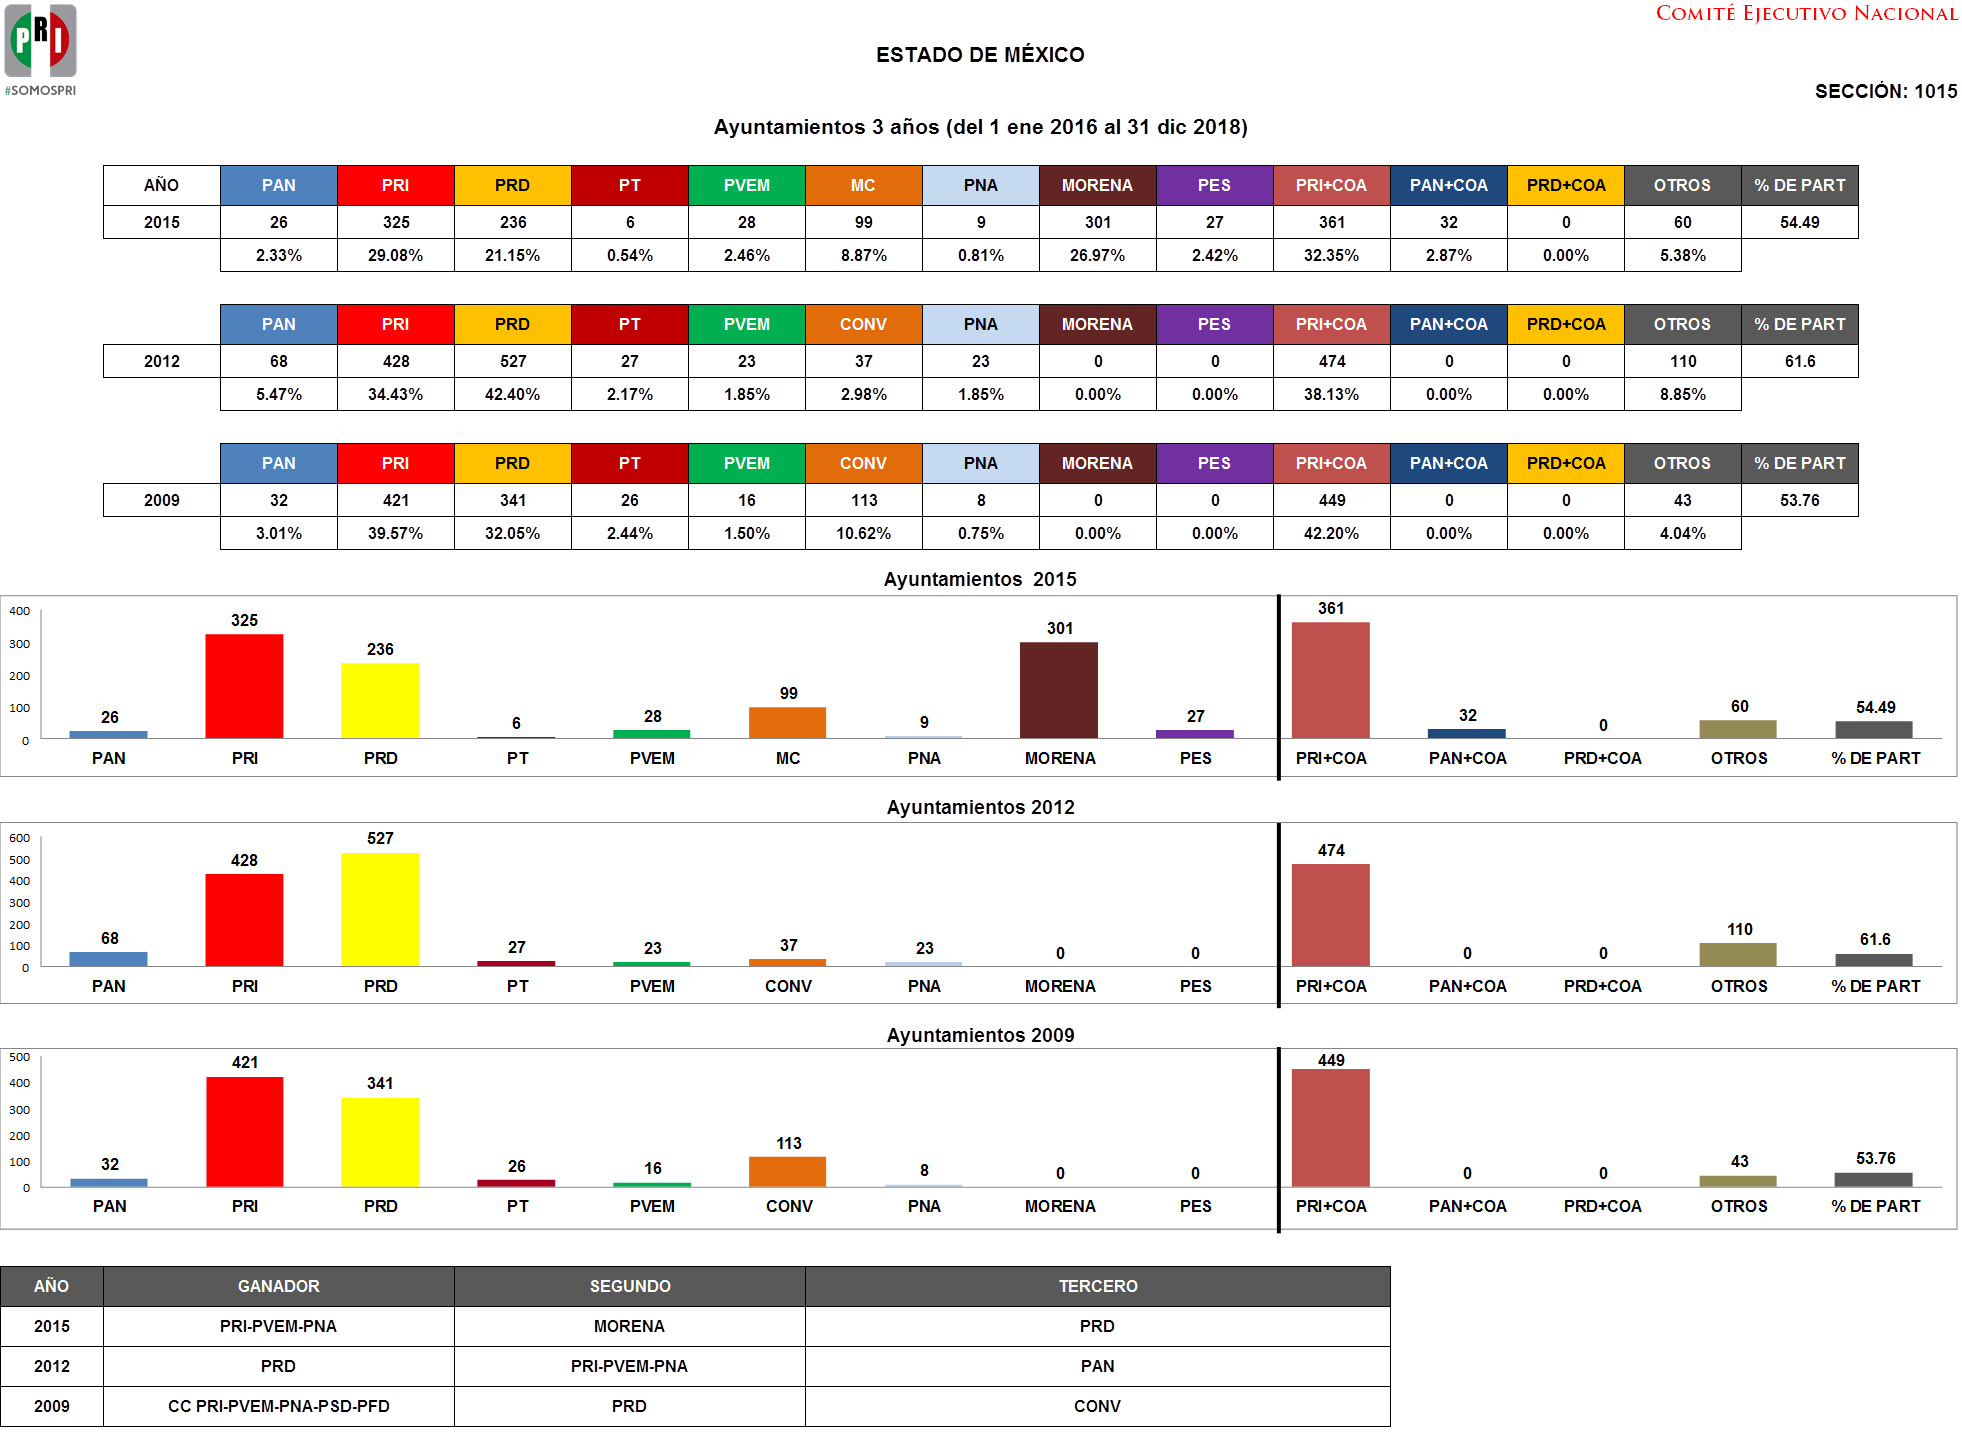 PRI
#SOMOSPRI
COMITÉ EJECUTIVO NACIONAL
ESTADO DE MÉXICO
SECCIÓN: 1015
Ayuntamientos 3 años (del 1 ene 2016 al 31 dic 2018)
AÑO PAN PRI PRD PT PVEM MC PNA MORENA PES PRI+COA PAN+COA PRD+COA OTROS % DE PART
2015 26 325 236 6 28 99 9 301 27 361 32 0 60 54.49
2.33% 29.08% 21.15% 0.54% 2.46% 8.87% 0.81% 26.97% 2.42% 32.35% 2.87% 0.00% 5.38%
PAN PRI PRD PT PVEM CONV PNA MORENA PES PRI+COA PAN+COA PRD+COA OTROS % DE PART
2012 68 428 527 27 23 37 23 0 0 474 0 0 110 61.6
5.47% 34.43% 42.40% 2.17% 1.85% 2.98% 1.85% 0.00% 0.00% 38.13% 0.00% 0.00% 8.85%
PAN PRI PRD PT PVEM CONV PNA MORENA PES PRI+COA PAN+COA PRD+COA OTROS % DE PART
2009 32 421 341 26 16 113 8 0 0 449 0 0 43 53.76
3.01% 39.57% 32.05% 2.44% 1.50% 10.62% 0.75% 0.00% 0.00% 42.20% 0.00% 0.00% 4.04%
Ayuntamientos 2015
400
300
200
100
0
26 325 236 6 28 99 9 301 27 361 32 0 60 54.49
PAN PRI PRD PT PVEM MC PNA MORENA PES PRI+COA PAN+COA PRD+COA OTROS % DE PART
Ayuntamientos 2012
600
500
400
300
200
100
0
68 428 527 27 23 37 23 0 0 474 0 0 110 61.6
PAN PRI PRD PT PVEM CONV PNA MORENA PES PRI+COA PAN+COA PRD+COA OTROS % DE PART
Ayuntamientos 2009
500
400
300
200
100
0
32 421 341 26 16 113 8 0 0 449 0 0 43 53.76
PAN PRI PRD PT PVEM CONV PNA MORENA PES PRI+COA PAN+COA PRD+COA OTROS % DE PART
AÑO GANADOR SEGUNDO TERCERO
2015 PRI-PVEM-PNA MORENA PRD
2012 PRD PRI-PVEM-PNA PAN
2009 CC PRI-PVEM-PNA-PSD-PFD PRD CONV